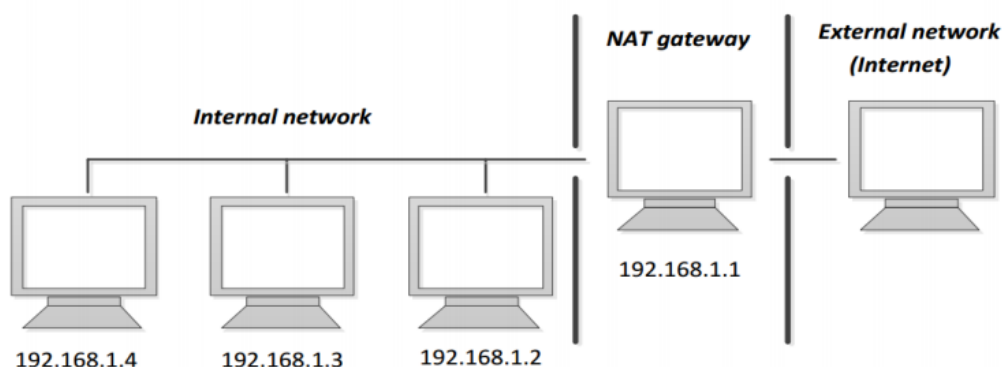 NAT gateway
External network
(Internet)
Internal network
192.168.1.1
192.168.1.4
192.168.1.3
192.168.1.2